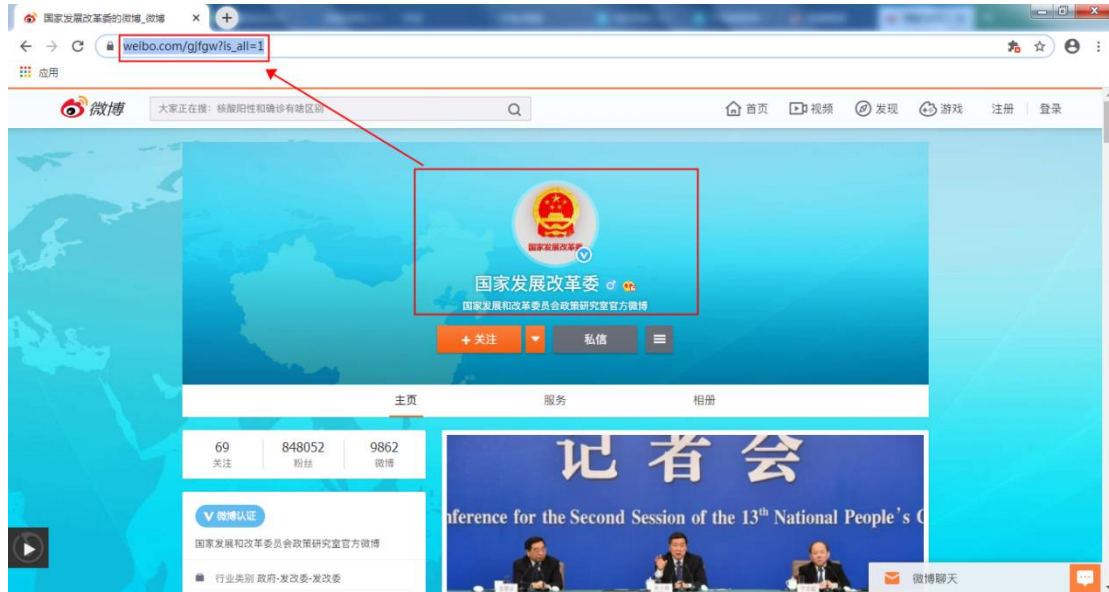 国家发展改革委的微博_微博
weibo.com/gjfgw?is_all=1
应用
微博
大家正在搜：核酸阳性和确诊有啥区别
首页 视频 发现 游戏 注册 登录
国家发展改革委
国家发展改革委
国家发展和改革委员会政策研究室官方微博
+关注 私信
主页 服务 相册
69 848052 9862
关注 粉丝 微博
记者会
nference for the Second Session of the 13th National People's C
V 微博认证
国家发展和改革委员会政策研究室官方微博
行业类别 政府-发改委-发改委
微博聊天